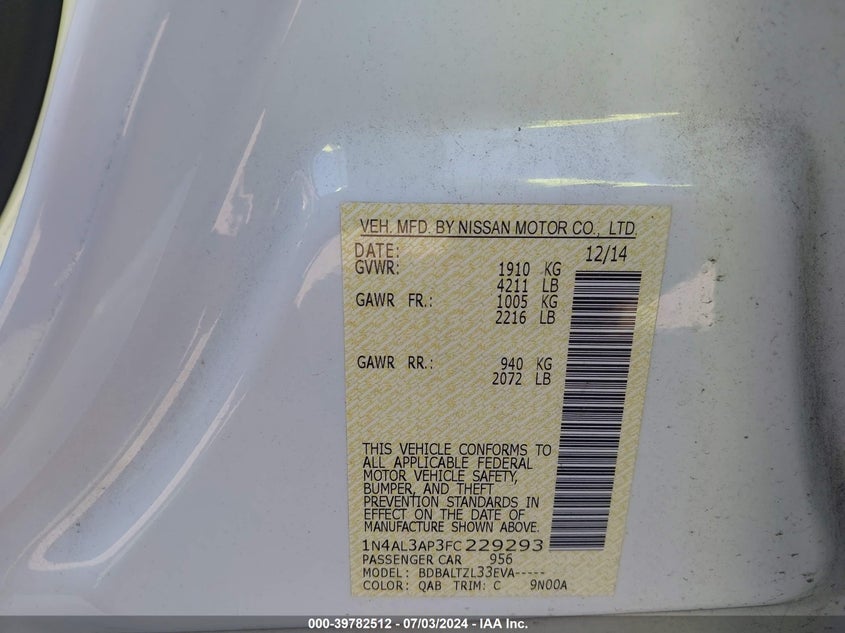 VEH. MFD. BY NISSAN MOTOR CO., LTD.
DATE: 12/14
GVWR: 1910 KG
4211 LB
GAWR FR.: 1005 KG
2216 LB
GAWR RR.: 940 KG
2072 LB
THIS VEHICLE CONFORMS TO
ALL APPLICABLE FEDERAL
MOTOR VEHICLE SAFETY,
BUMPER, AND THEFT
PREVENTION STANDARDS IN
EFFECT ON THE DATE OF
MANUFACTURE SHOWN ABOVE.
1N4AL3AP3FC229293
PASSENGER CAR 956
MODEL: BDBALTZL33EVA-----
COLOR: QAB TRIM: C 9N00A
000-39782512 - 07/03/2024 - IAA Inc.